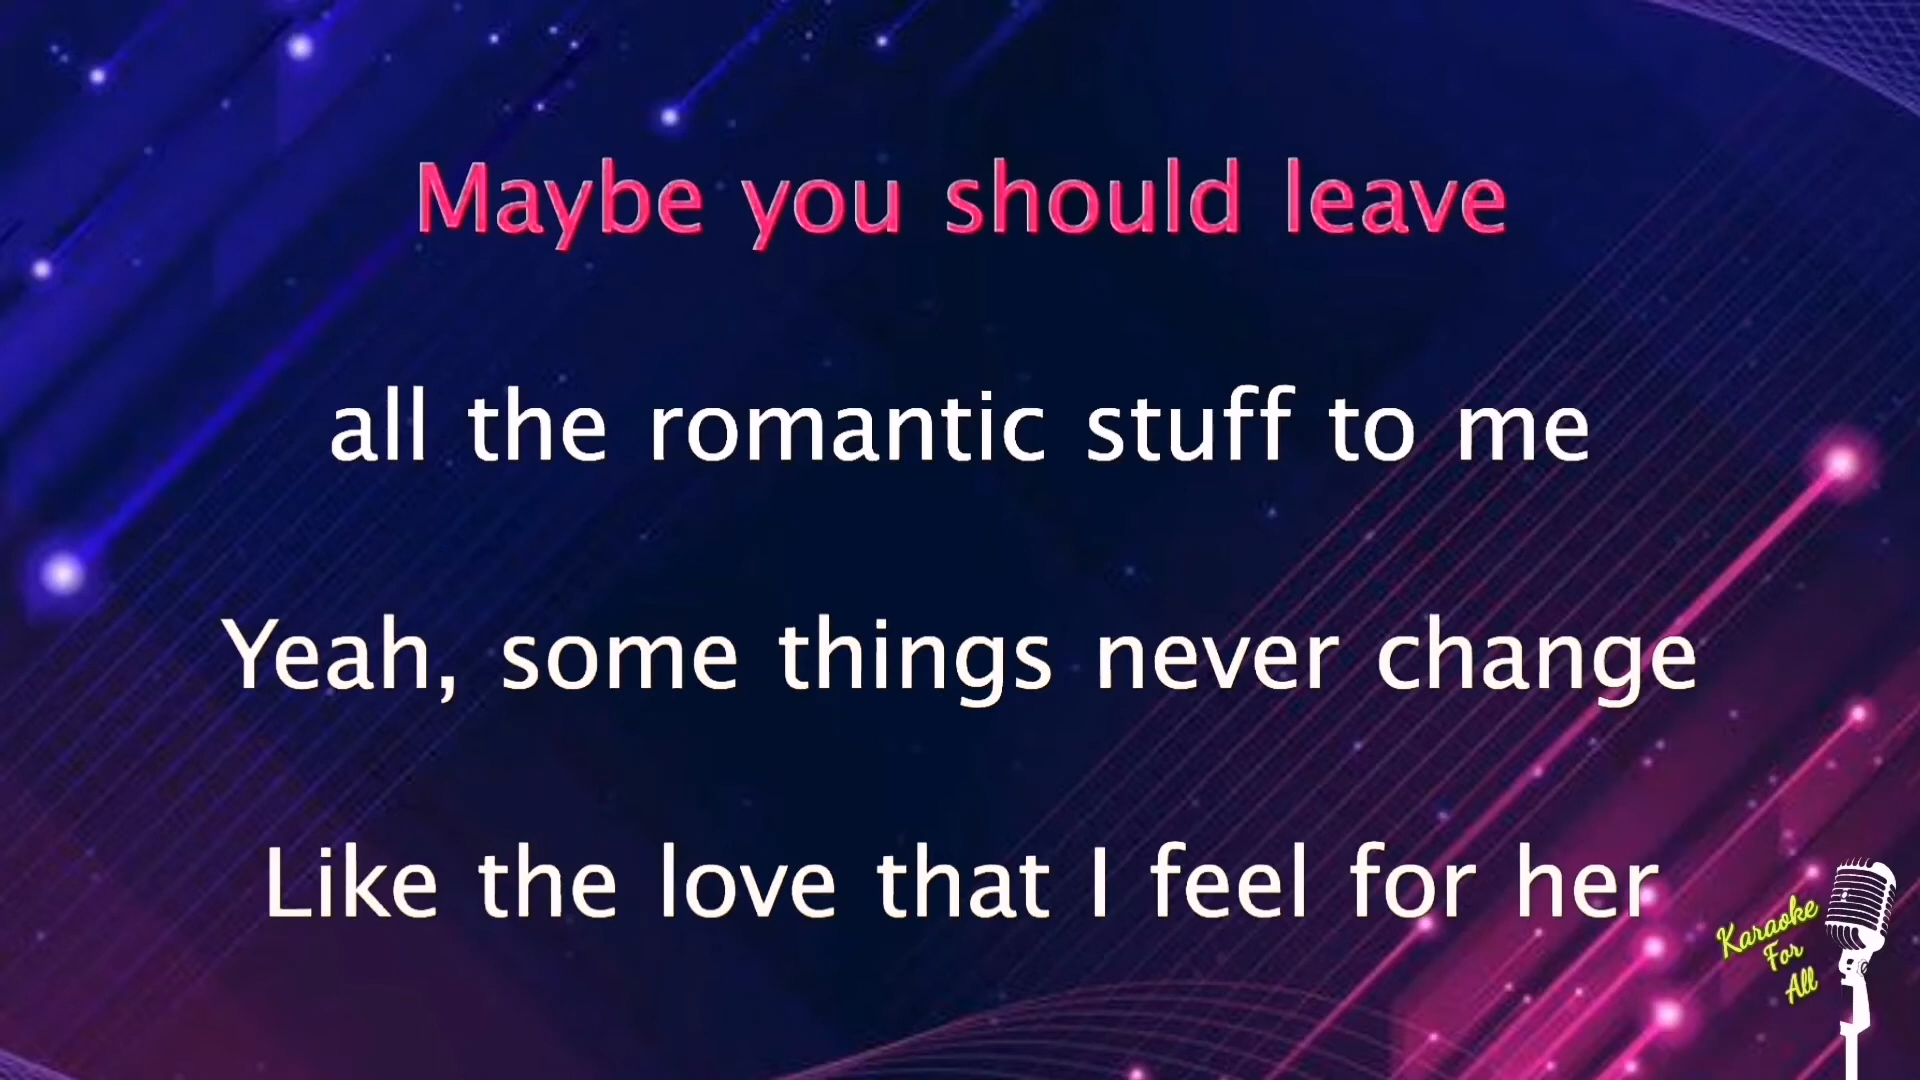 Maybe you should leave
all the romantic stuff to me
Yeah, some things never change
Like the love that I feel for her
Karaoke
For
All